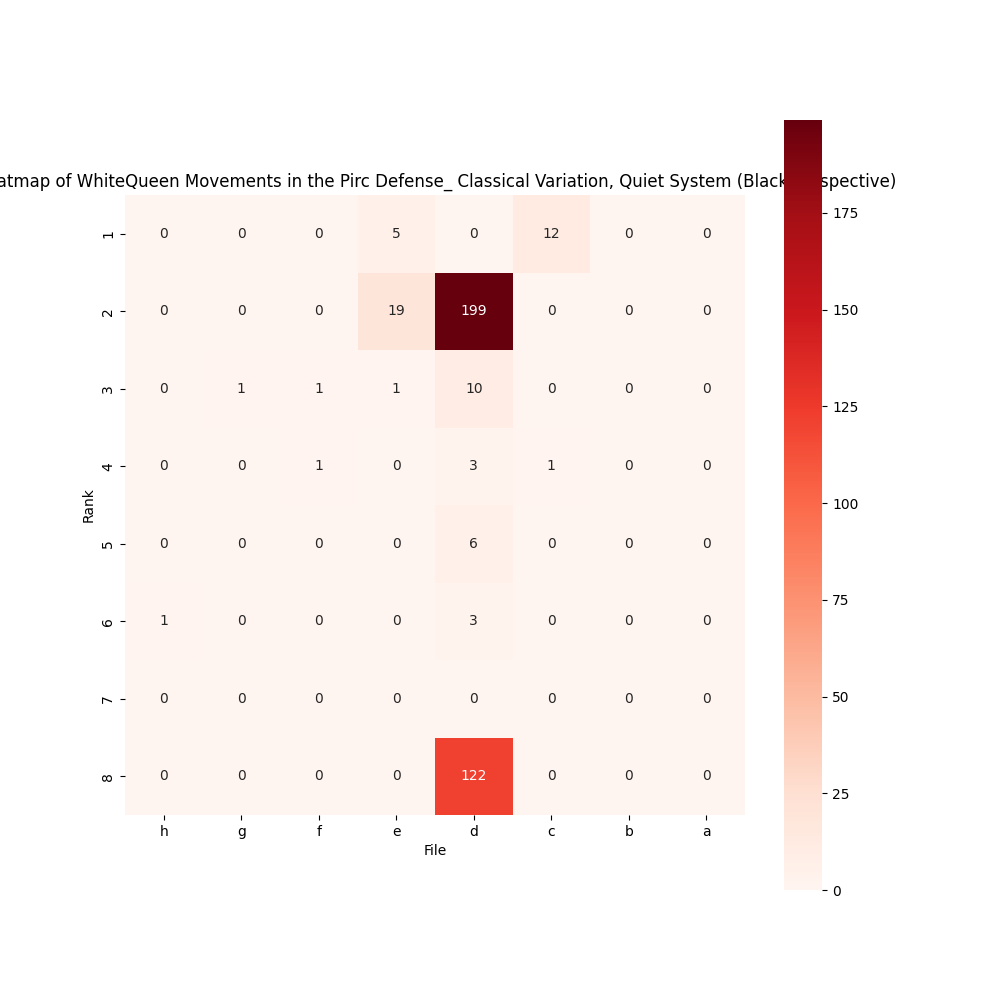 atmap of WhiteQueen Movements in the Pirc Defense_ Classical Variation, Quiet System (Black Perspective)
1 0 0 0 5 0 12 0 0
2 0 0 0 19 199 0 0 0
3 0 1 1 1 10 0 0 0
4 0 0 1 0 3 1 0 0
5 0 0 0 0 6 0 0 0
6 1 0 0 0 3 0 0 0
7 0 0 0 0 0 0 0 0
8 0 0 0 0 122 0 0 0
h g f e d c b a
File
Rank
175
150
125
100
75
50
25
0